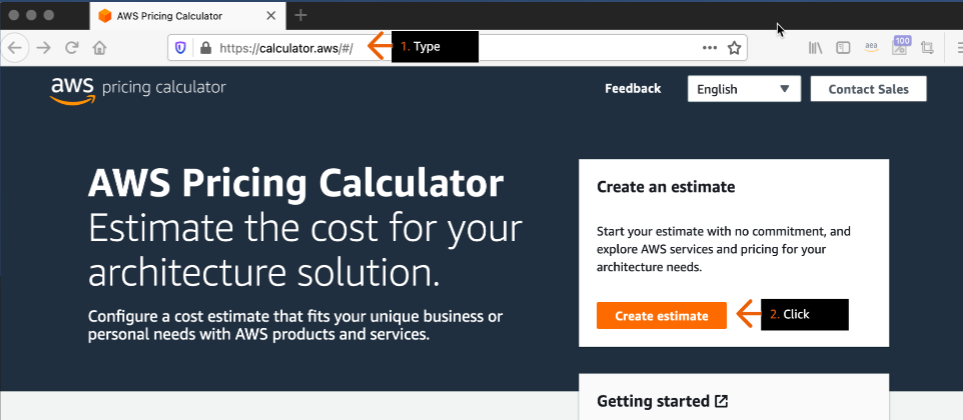 AWS Pricing Calculator
https://calculator.aws/#/
1. Type
aea
100
aws pricing calculator
Feedback
English
Contact Sales
AWS Pricing Calculator
Estimate the cost for your
architecture solution.
Configure a cost estimate that fits your unique business or
personal needs with AWS products and services.
Create an estimate
Start your estimate with no commitment, and
explore AWS services and pricing for your
architecture needs.
Create estimate
2. Click
Getting started